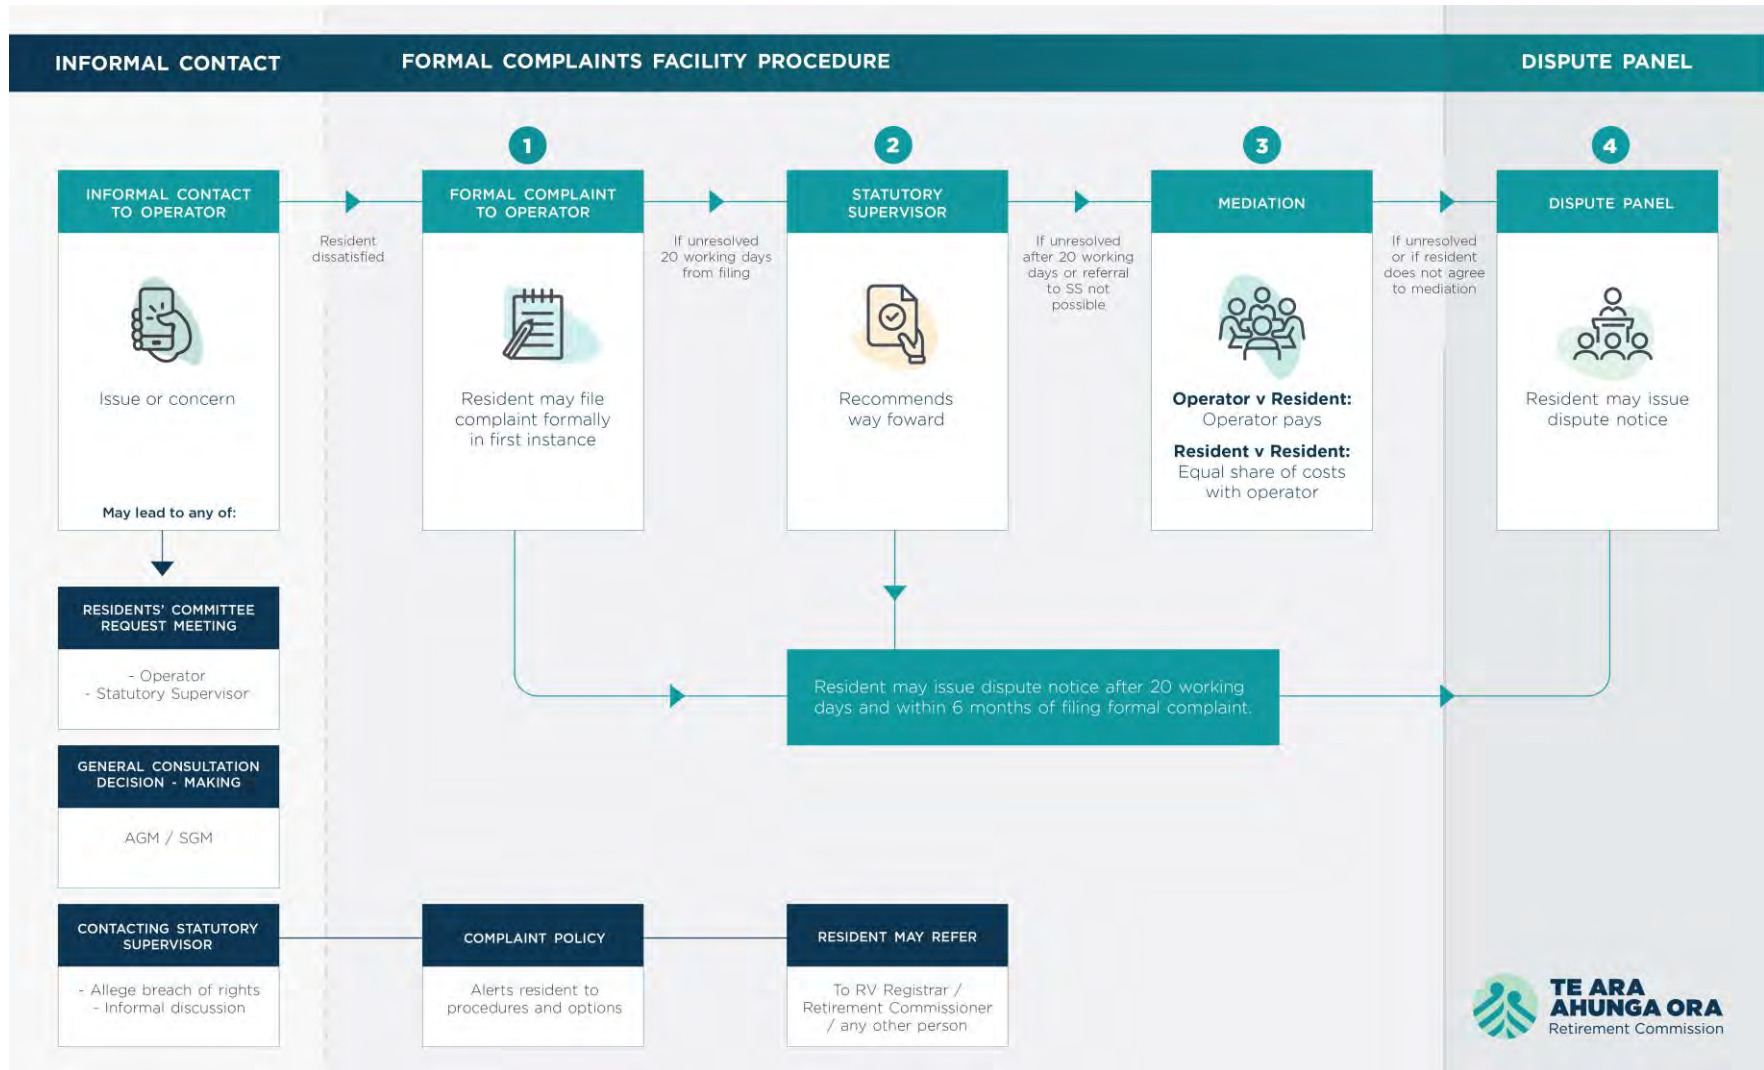 INFORMAL CONTACT
FORMAL COMPLAINTS FACILITY PROCEDURE
DISPUTE PANEL
INFORMAL CONTACT
TO OPERATOR
Issue or concern
May lead to any of:
Resident
dissatisfied
1
FORMAL COMPLAINT
TO OPERATOR
Resident may file
complaint formally
in first instance
If unresolved
20 working days
from filing
2
STATUTORY
SUPERVISOR
Recommends
way foward
If unresolved
after 20 working
days or referral
to SS not
possible
3
MEDIATION
Operator v Resident:
Operator pays
Resident v Resident:
Equal share of costs
with operator
If unresolved
or if resident
does not agree
to mediation
4
DISPUTE PANEL
Resident may issue
dispute notice
RESIDENTS' COMMITTEE
REQUEST MEETING
- Operator
- Statutory Supervisor
Resident may issue dispute notice after 20 working
days and within 6 months of filing formal complaint.
GENERAL CONSULTATION
DECISION - MAKING
AGM / SGM
CONTACTING STATUTORY
SUPERVISOR
- Allege breach of rights
- Informal discussion
COMPLAINT POLICY
Alerts resident to
procedures and options
RESIDENT MAY REFER
To RV Registrar /
Retirement Commissioner
/ any other person
TE ARA
AHUNGA ORA
Retirement Commission